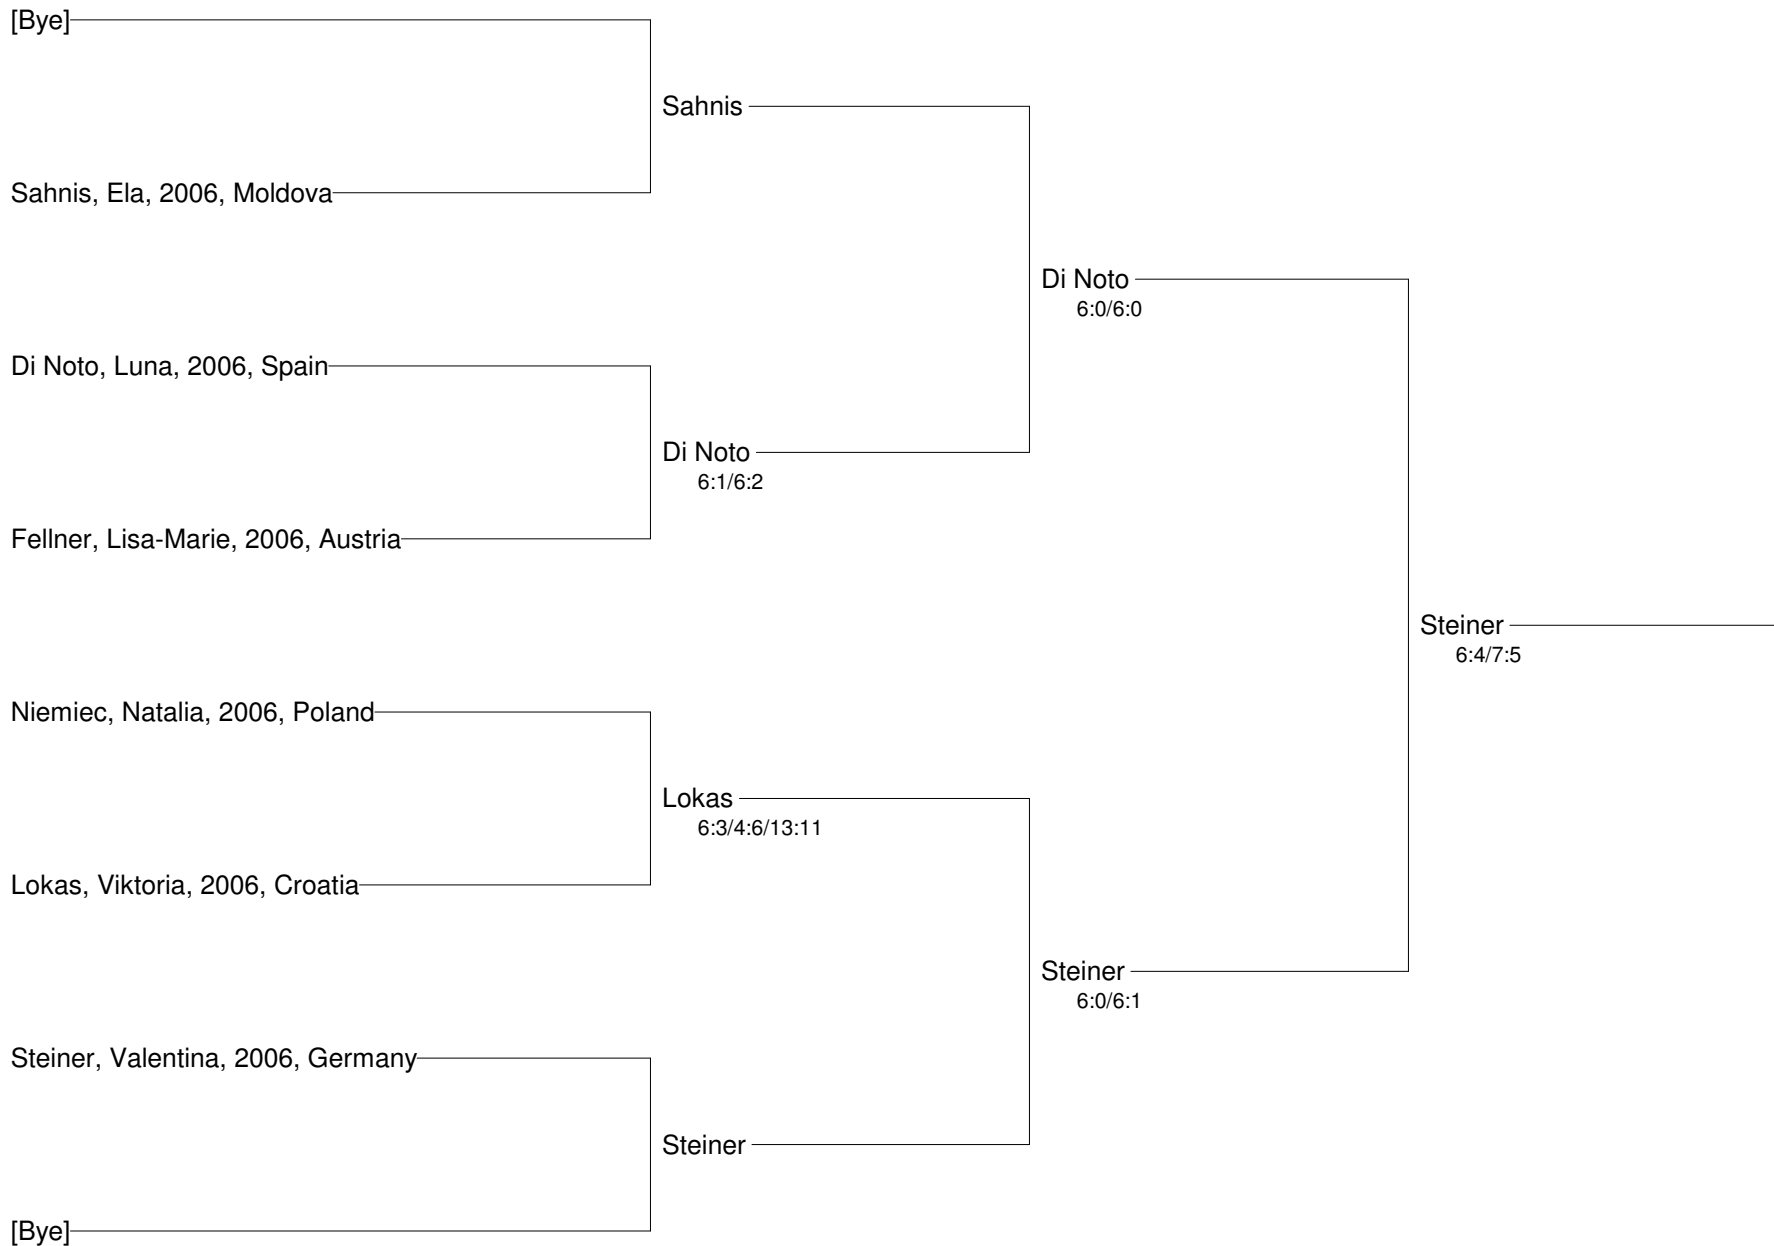 [Bye]
Sahnis
Sahnis, Ela, 2006, Moldova
Di Noto
6:0/6:0
Di Noto, Luna, 2006, Spain
Di Noto
6:1/6:2
Fellner, Lisa-Marie, 2006, Austria
Steiner
6:4/7:5
Niemiec, Natalia, 2006, Poland
Lokas
6:3/4:6/13:11
Lokas, Viktoria, 2006, Croatia
Steiner
6:0/6:1
Steiner, Valentina, 2006, Germany
Steiner
[Bye]